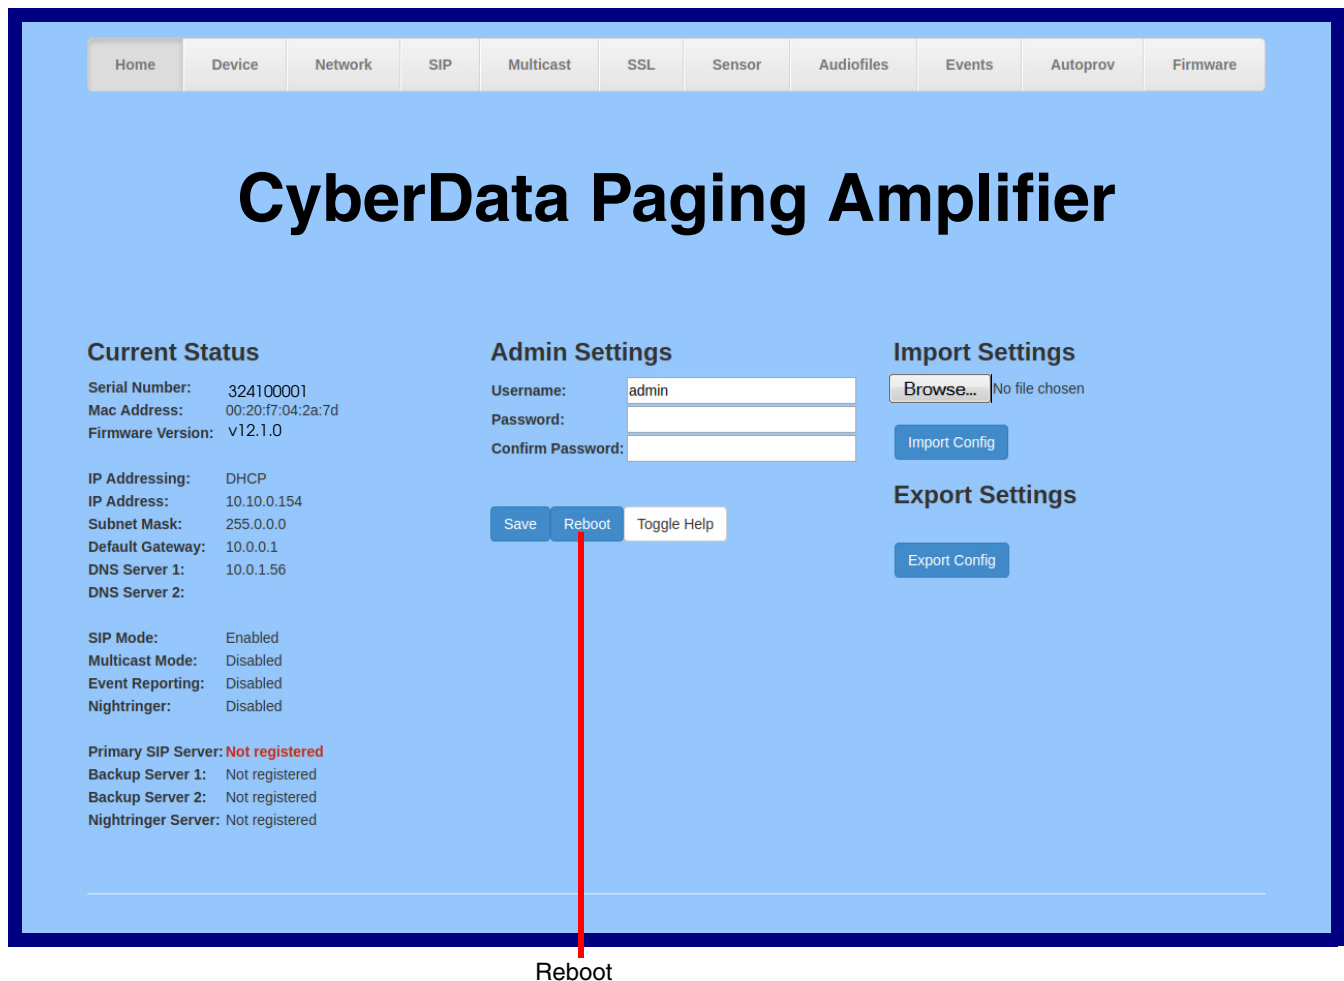 Home Device Network SIP Multicast SSL Sensor Audiofiles Events Autoprov Firmware
CyberData Paging Amplifier
Current Status
Serial Number: 324100001
Mac Address: 00:20:f7:04:2a:7d
Firmware Version: v12.1.0
IP Addressing: DHCP
IP Address: 10.10.0.154
Subnet Mask: 255.0.0.0
Default Gateway: 10.0.0.1
DNS Server 1: 10.0.1.56
DNS Server 2:
SIP Mode: Enabled
Multicast Mode: Disabled
Event Reporting: Disabled
Nightringer: Disabled
Primary SIP Server: Not registered
Backup Server 1: Not registered
Backup Server 2: Not registered
Nightringer Server: Not registered
Admin Settings
Username: admin
Password:
Confirm Password:
Save Reboot Toggle Help
Import Settings
Browse... No file chosen
Import Config
Export Settings
Export Config
Reboot